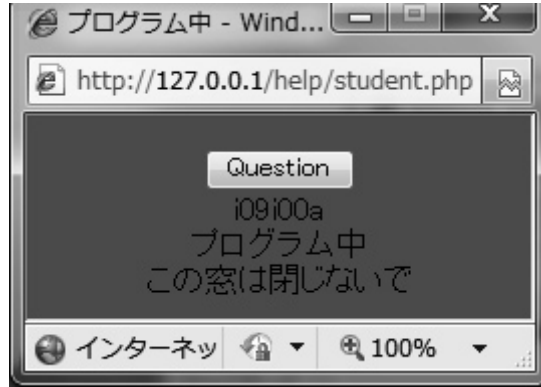 プログラム中 - Wind...
http://127.0.0.1/help/student.php
Question
i09i00a
プログラム中
この窓は閉じないで
インターネッ
100%